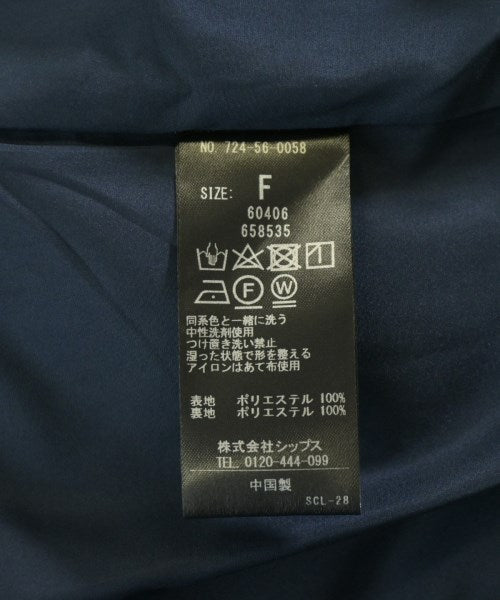 NO. 724-56-0058
SIZE: F
60406
658535
F W
同系色と一緒に洗う
中性洗剤使用
つけ置き洗い禁止
湿った状態で形を整える
アイロンはあて布使用
表地 ポリエステル 100%
裏地 ポリエステル 100%
株式会社シップス
TEL. 0120-444-099
中国製
SCL-28